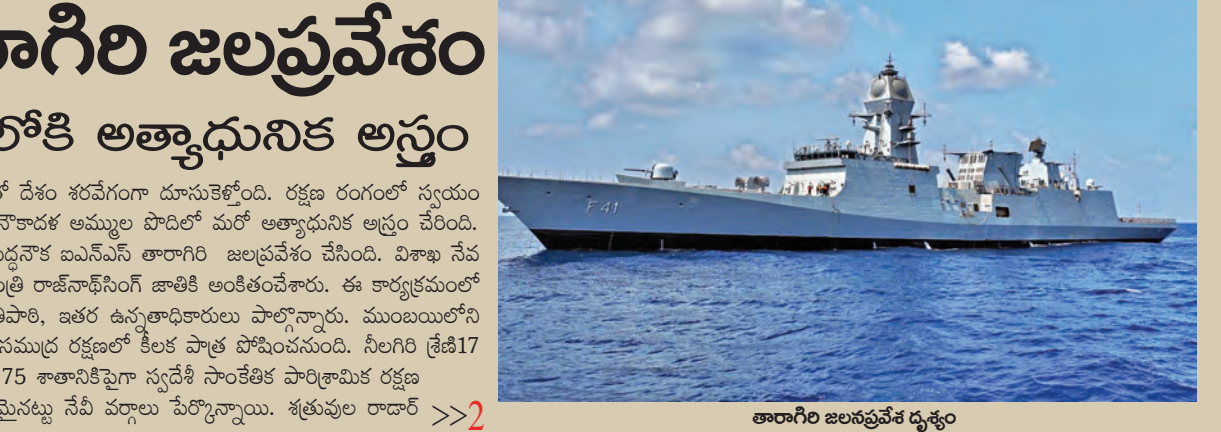 రాగిరి జలప్రవేశం
లోకి అత్యాధునిక అస్త్రం
తో దేశం శరవేగంగా దూసుకెళ్తోంది. రక్షణ రంగంలో స్వయం
నౌకాదళ అమ్ముల పొదిలో మరో అత్యాధునిక అస్త్రం చేరింది.
ద్ధనౌక ఐఎన్ఎస్ తారాగిరి జలప్రవేశం చేసింది. విశాఖ నేవ
త్రి రాజ్‌నాథ్‌సింగ్ జాతికి అంకితంచేశారు. ఈ కార్యక్రమంలో
పాఠి, ఇతర ఉన్నతాధికారులు పాల్గొన్నారు. ముంబయిలోని
సముద్ర రక్షణలో కీలక పాత్ర పోషించనుంది. నీలగిరి శ్రేణి17
75 శాతానికిపైగా స్వదేశీ సాంకేతిక పారిశ్రామిక రక్షణ
మైనట్టు నేవీ వర్గాలు పేర్కొన్నాయి. శత్రువుల రాడార్ >>2
F 41
తారాగిరి జలనప్రవేశ దృశ్యం